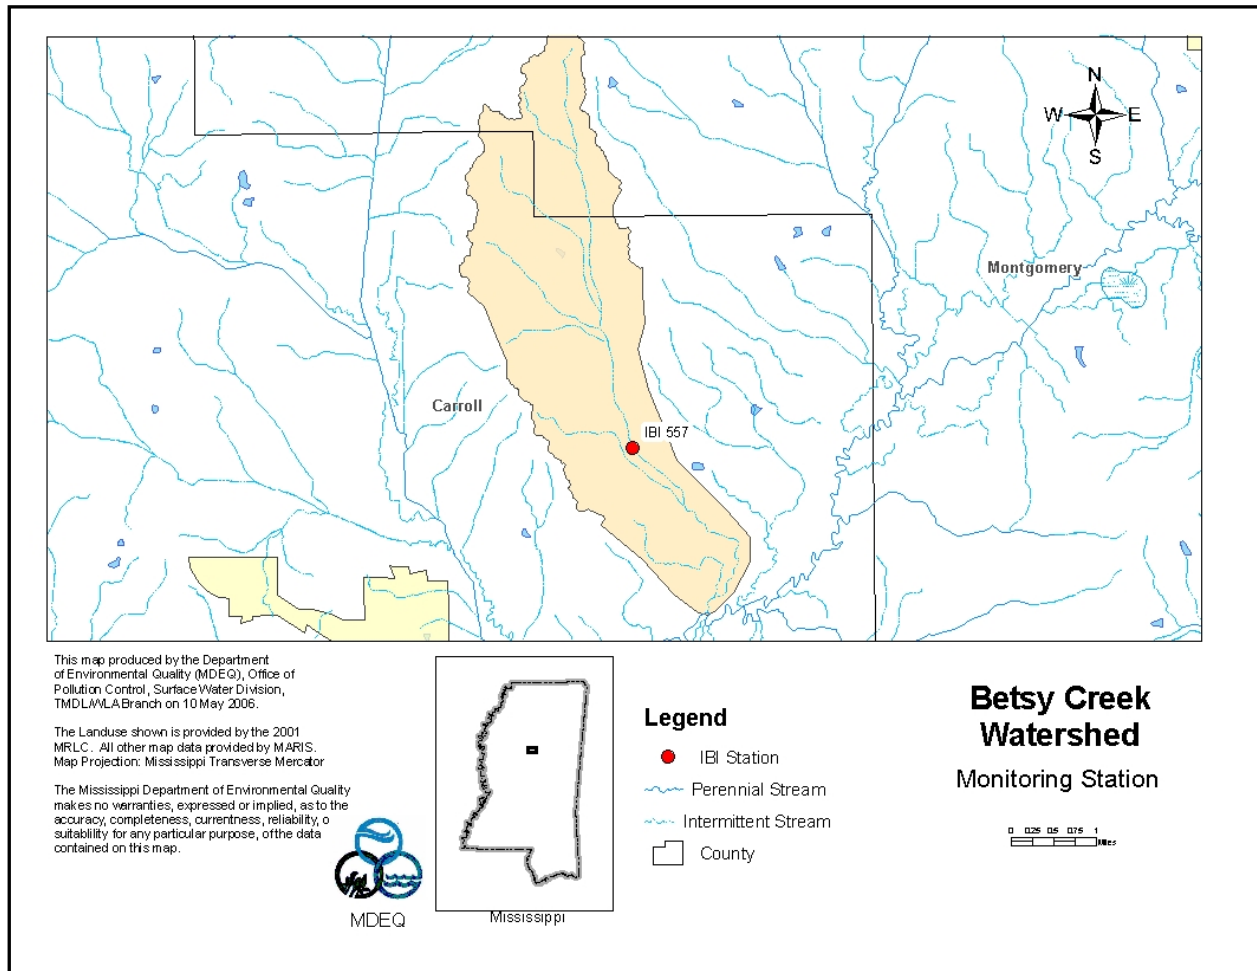 N
W E
S
Montgomery
Carroll
IBI 557
This map produced by the Department
of Environmental Quality (MDEQ), Office of
Pollution Control, Surface Water Division,
TMDL/WLA Branch on 10 May 2006.
The Landuse shown is provided by the 2001
MRLC. All other map data provided by MARIS.
Map Projection: Mississippi Transverse Mercator
The Mississippi Department of Environmental Quality
makes no warranties, expressed or implied, as to the
accuracy, completeness, currentness, reliability, o
suitablility for any particular purpose, of the data
contained on this map.
MDEQ
Mississippi
Legend
IBI Station
Perennial Stream
Intermittent Stream
County
Betsy Creek
Watershed
Monitoring Station
0 0.25 0.5 0.75 1
Miles